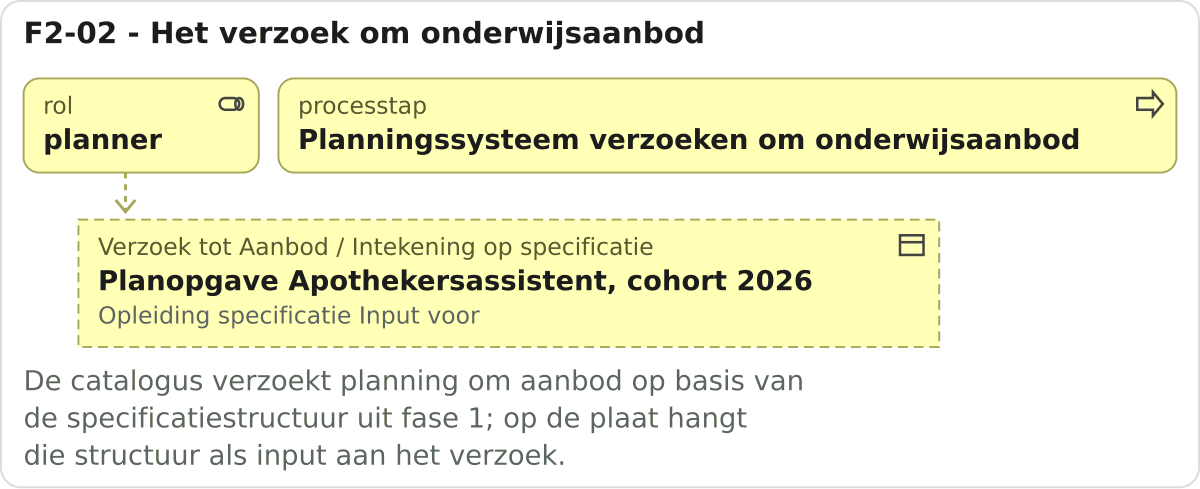 F2-02 - Het verzoek om onderwijsaanbod
rol
planner
processtap
Planningssysteem verzoeken om onderwijsaanbod
Verzoek tot Aanbod / Intekening op specificatie
Planopgave Apothekersassistent, cohort 2026
Opleiding specificatie Input voor
De catalogus verzoekt planning om aanbod op basis van
de specificatiestructuur uit fase 1; op de plaat hangt
die structuur als input aan het verzoek.